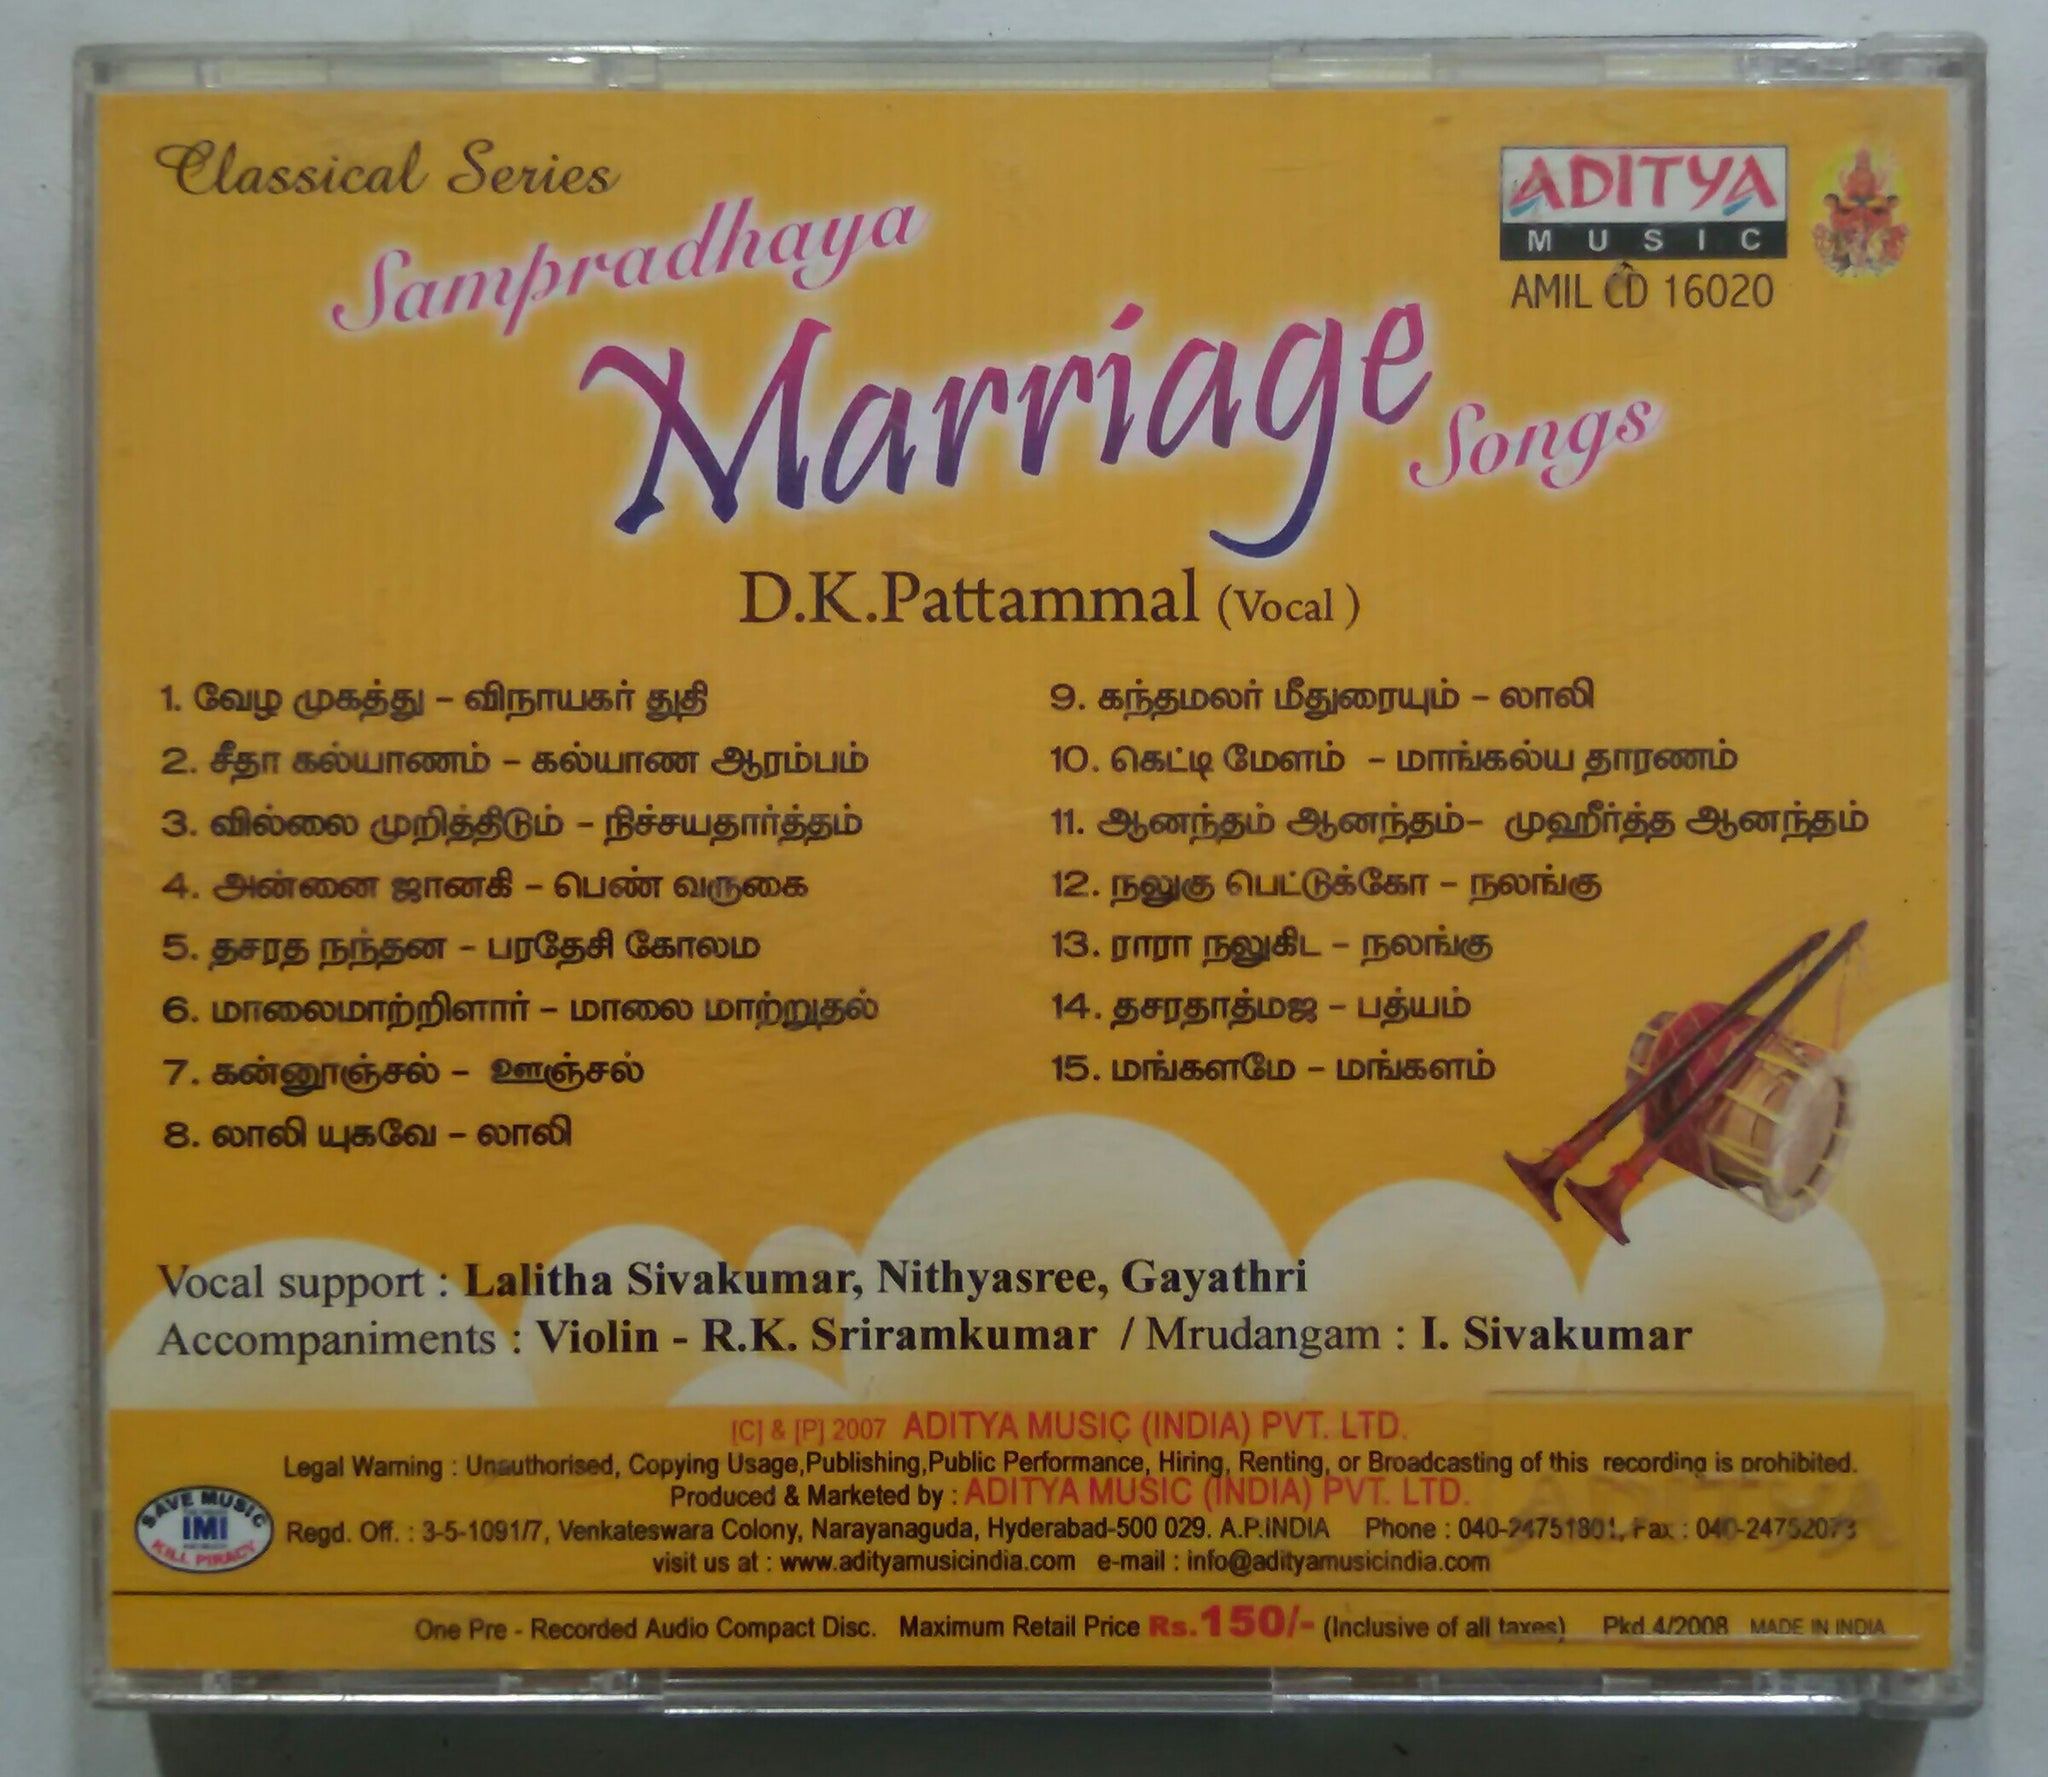 Classical Series
ADITYA
MUSIC
AMIL CD 16020
Sampradhaya
Marriage
Songs
D.K.Pattammal (Vocal)
1. வேழ முகத்து – விநாயகர் துதி
2. சீதா கல்யாணம் – கல்யாண ஆரம்பம்
3. வில்லை முறித்திடும் – நிச்சயதார்த்தம்
4. அன்னை ஜானகி – பெண் வருகை
5. தசரத நந்தன – பரதேசி கோலம
6. மாலைமாற்றிளார் – மாலை மாற்றுதல்
7. கன்னூஞ்சல் – ஊஞ்சல்
8. லாலி யுகவே – லாலி
9. கந்தமலர் மீதுரையும் – லாலி
10. கெட்டி மேளம் – மாங்கல்ய தாரணம்
11. ஆனந்தம் ஆனந்தம்– முஹீர்த்த ஆனந்தம்
12. நலுகு பெட்டுக்கோ – நலங்கு
13. ராரா நலுகிட – நலங்கு
14. தசரதாத்மஜ – பத்யம்
15. மங்களமே – மங்களம்
Vocal support : Lalitha Sivakumar, Nithyasree, Gayathri
Accompaniments : Violin - R.K. Sriramkumar / Mrudangam : I. Sivakumar
[C] & [P] 2007 ADITYA MUSIC (INDIA) PVT. LTD.
Legal Warning : Unauthorised, Copying Usage,Publishing,Public Performance, Hiring, Renting, or Broadcasting of this recording is prohibited.
Produced & Marketed by : ADITYA MUSIC (INDIA) PVT. LTD.
Regd. Off. : 3-5-1091/7, Venkateswara Colony, Narayanaguda, Hyderabad-500 029. A.P.INDIA Phone : 040-24751801, Fax : 040-24752073
visit us at : www.adityamusicindia.com e-mail : info@adityamusicindia.com
SAVE MUSIC
IMI
KILL PIRACY
ADITYA
One Pre - Recorded Audio Compact Disc. Maximum Retail Price Rs.150/- (Inclusive of all taxes) Pkd.4/2008 MADE IN INDIA